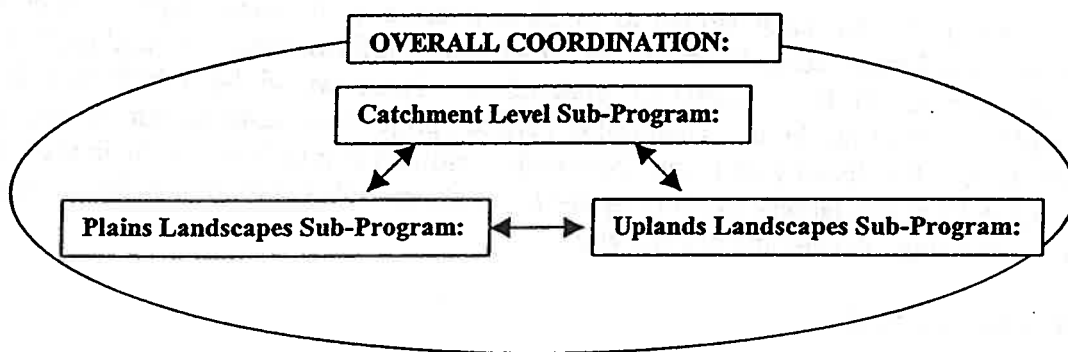 OVERALL COORDINATION:
Catchment Level Sub-Program:
Plains Landscapes Sub-Program:
Uplands Landscapes Sub-Program: